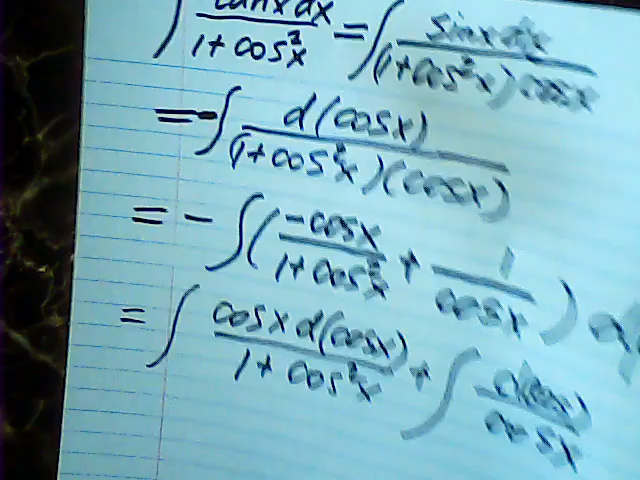 ∫ tanx dx / 1+cos²x = ∫ sinx dx / (1+cos²x) cosx
= -∫ d(cosx) / (1+cos²x)(cosx)
= - ∫ ( -cosx / 1+cos²x + 1 / cosx )
= ∫ cosx d(cosx) / 1+cos²x + ∫ d(cosx) / cosx